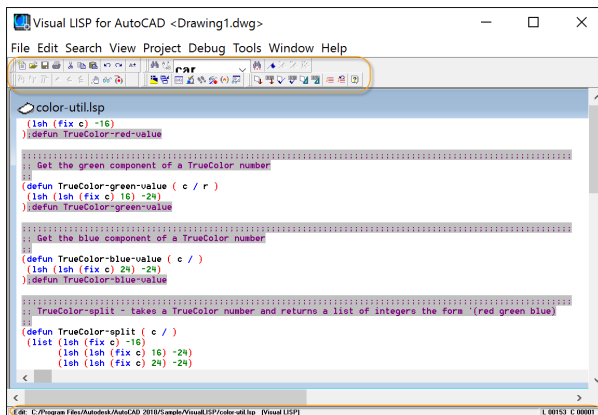 Visual LISP for AutoCAD <Drawing1.dwg>
File Edit Search View Project Debug Tools Window Help
car
color-util.lsp
(lsh (fix c) -16)
);defun TrueColor-red-value
;;;;;;;;;;;;;;;;;;;;;;;;;;;;;;;;;;;;;;;;;;;;;;;;;;;;;;;;;;;;;;;;;;;;;;;;;;;;;;
;; Get the green component of a TrueColor number
;;
(defun TrueColor-green-value ( c / r )
(lsh (lsh (fix c) 16) -24)
);defun TrueColor-green-value
;;;;;;;;;;;;;;;;;;;;;;;;;;;;;;;;;;;;;;;;;;;;;;;;;;;;;;;;;;;;;;;;;;;;;;;;;;;;;;
;; Get the blue component of a TrueColor number
;;
(defun TrueColor-blue-value ( c / )
(lsh (lsh (fix c) 24) -24)
);defun TrueColor-blue-value
;;;;;;;;;;;;;;;;;;;;;;;;;;;;;;;;;;;;;;;;;;;;;;;;;;;;;;;;;;;;;;;;;;;;;;;;;;;;;;
;; TrueColor-split - takes a TrueColor number and returns a list of integers the form '(red green blue)
;;
(defun TrueColor-split ( c / )
(list (lsh (fix c) -16)
(lsh (lsh (fix c) 16) -24)
(lsh (lsh (fix c) 24) -24)
Edit: C:/Program Files/Autodesk/AutoCAD 2018/Sample/VisualLISP/color-util.lsp [Visual LISP] L 00153 C 00001